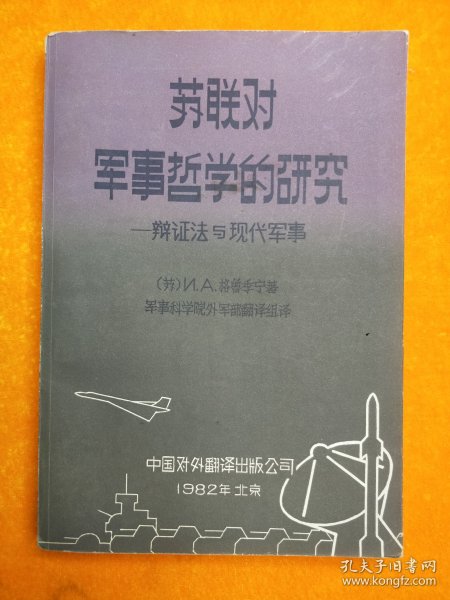 苏联对
军事哲学的研究
—辩证法与现代军事
(苏)И.А.格鲁季宁著
军事科学院外军部翻译组译
中国对外翻译出版公司
1982年 北京
孔夫子旧书网
www.kongfz.com